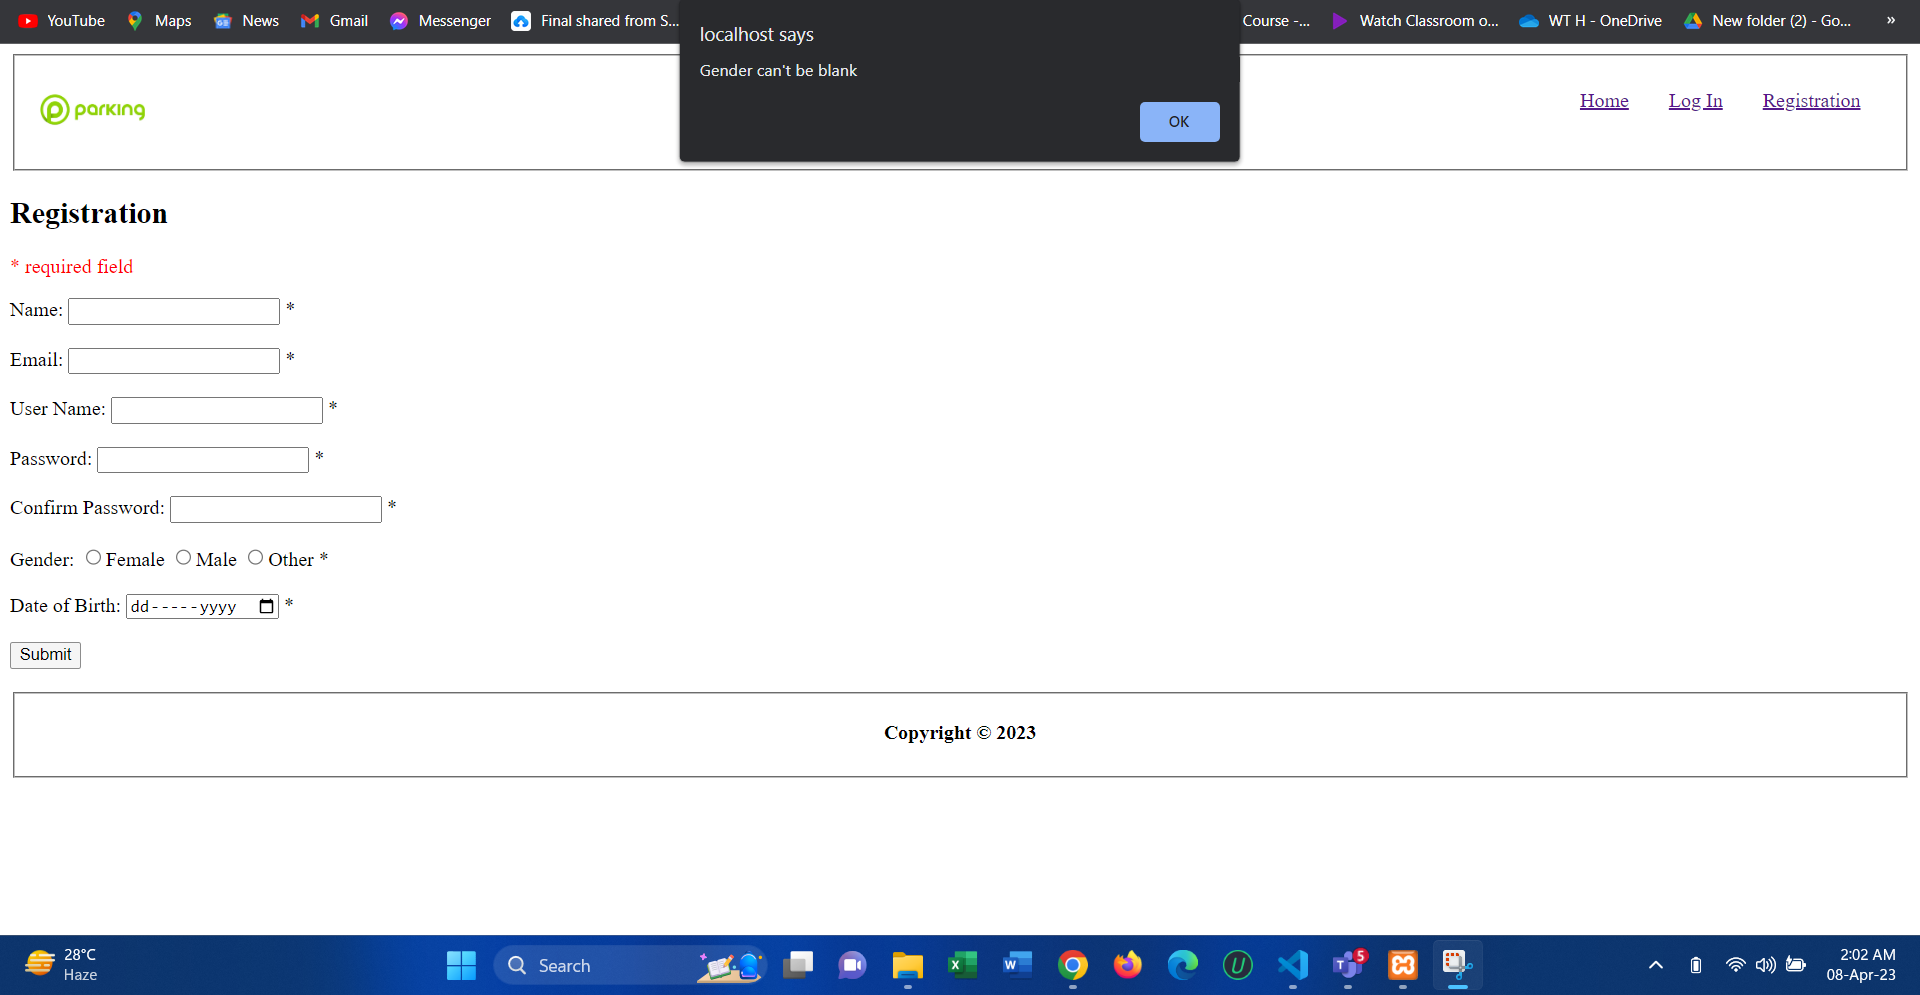 YouTube Maps News Gmail Messenger Final shared from S... Course -... Watch Classroom o... WT H - OneDrive New folder (2) - Go... »
localhost says
Gender can't be blank
OK
parking
Home Log In Registration
Registration
* required field
Name: *
Email: *
User Name: *
Password: *
Confirm Password: *
Gender: Female Male Other *
Date of Birth: dd-----yyyy *
Submit
Copyright © 2023
28°C
Haze
Search
5
2:02 AM
08-Apr-23